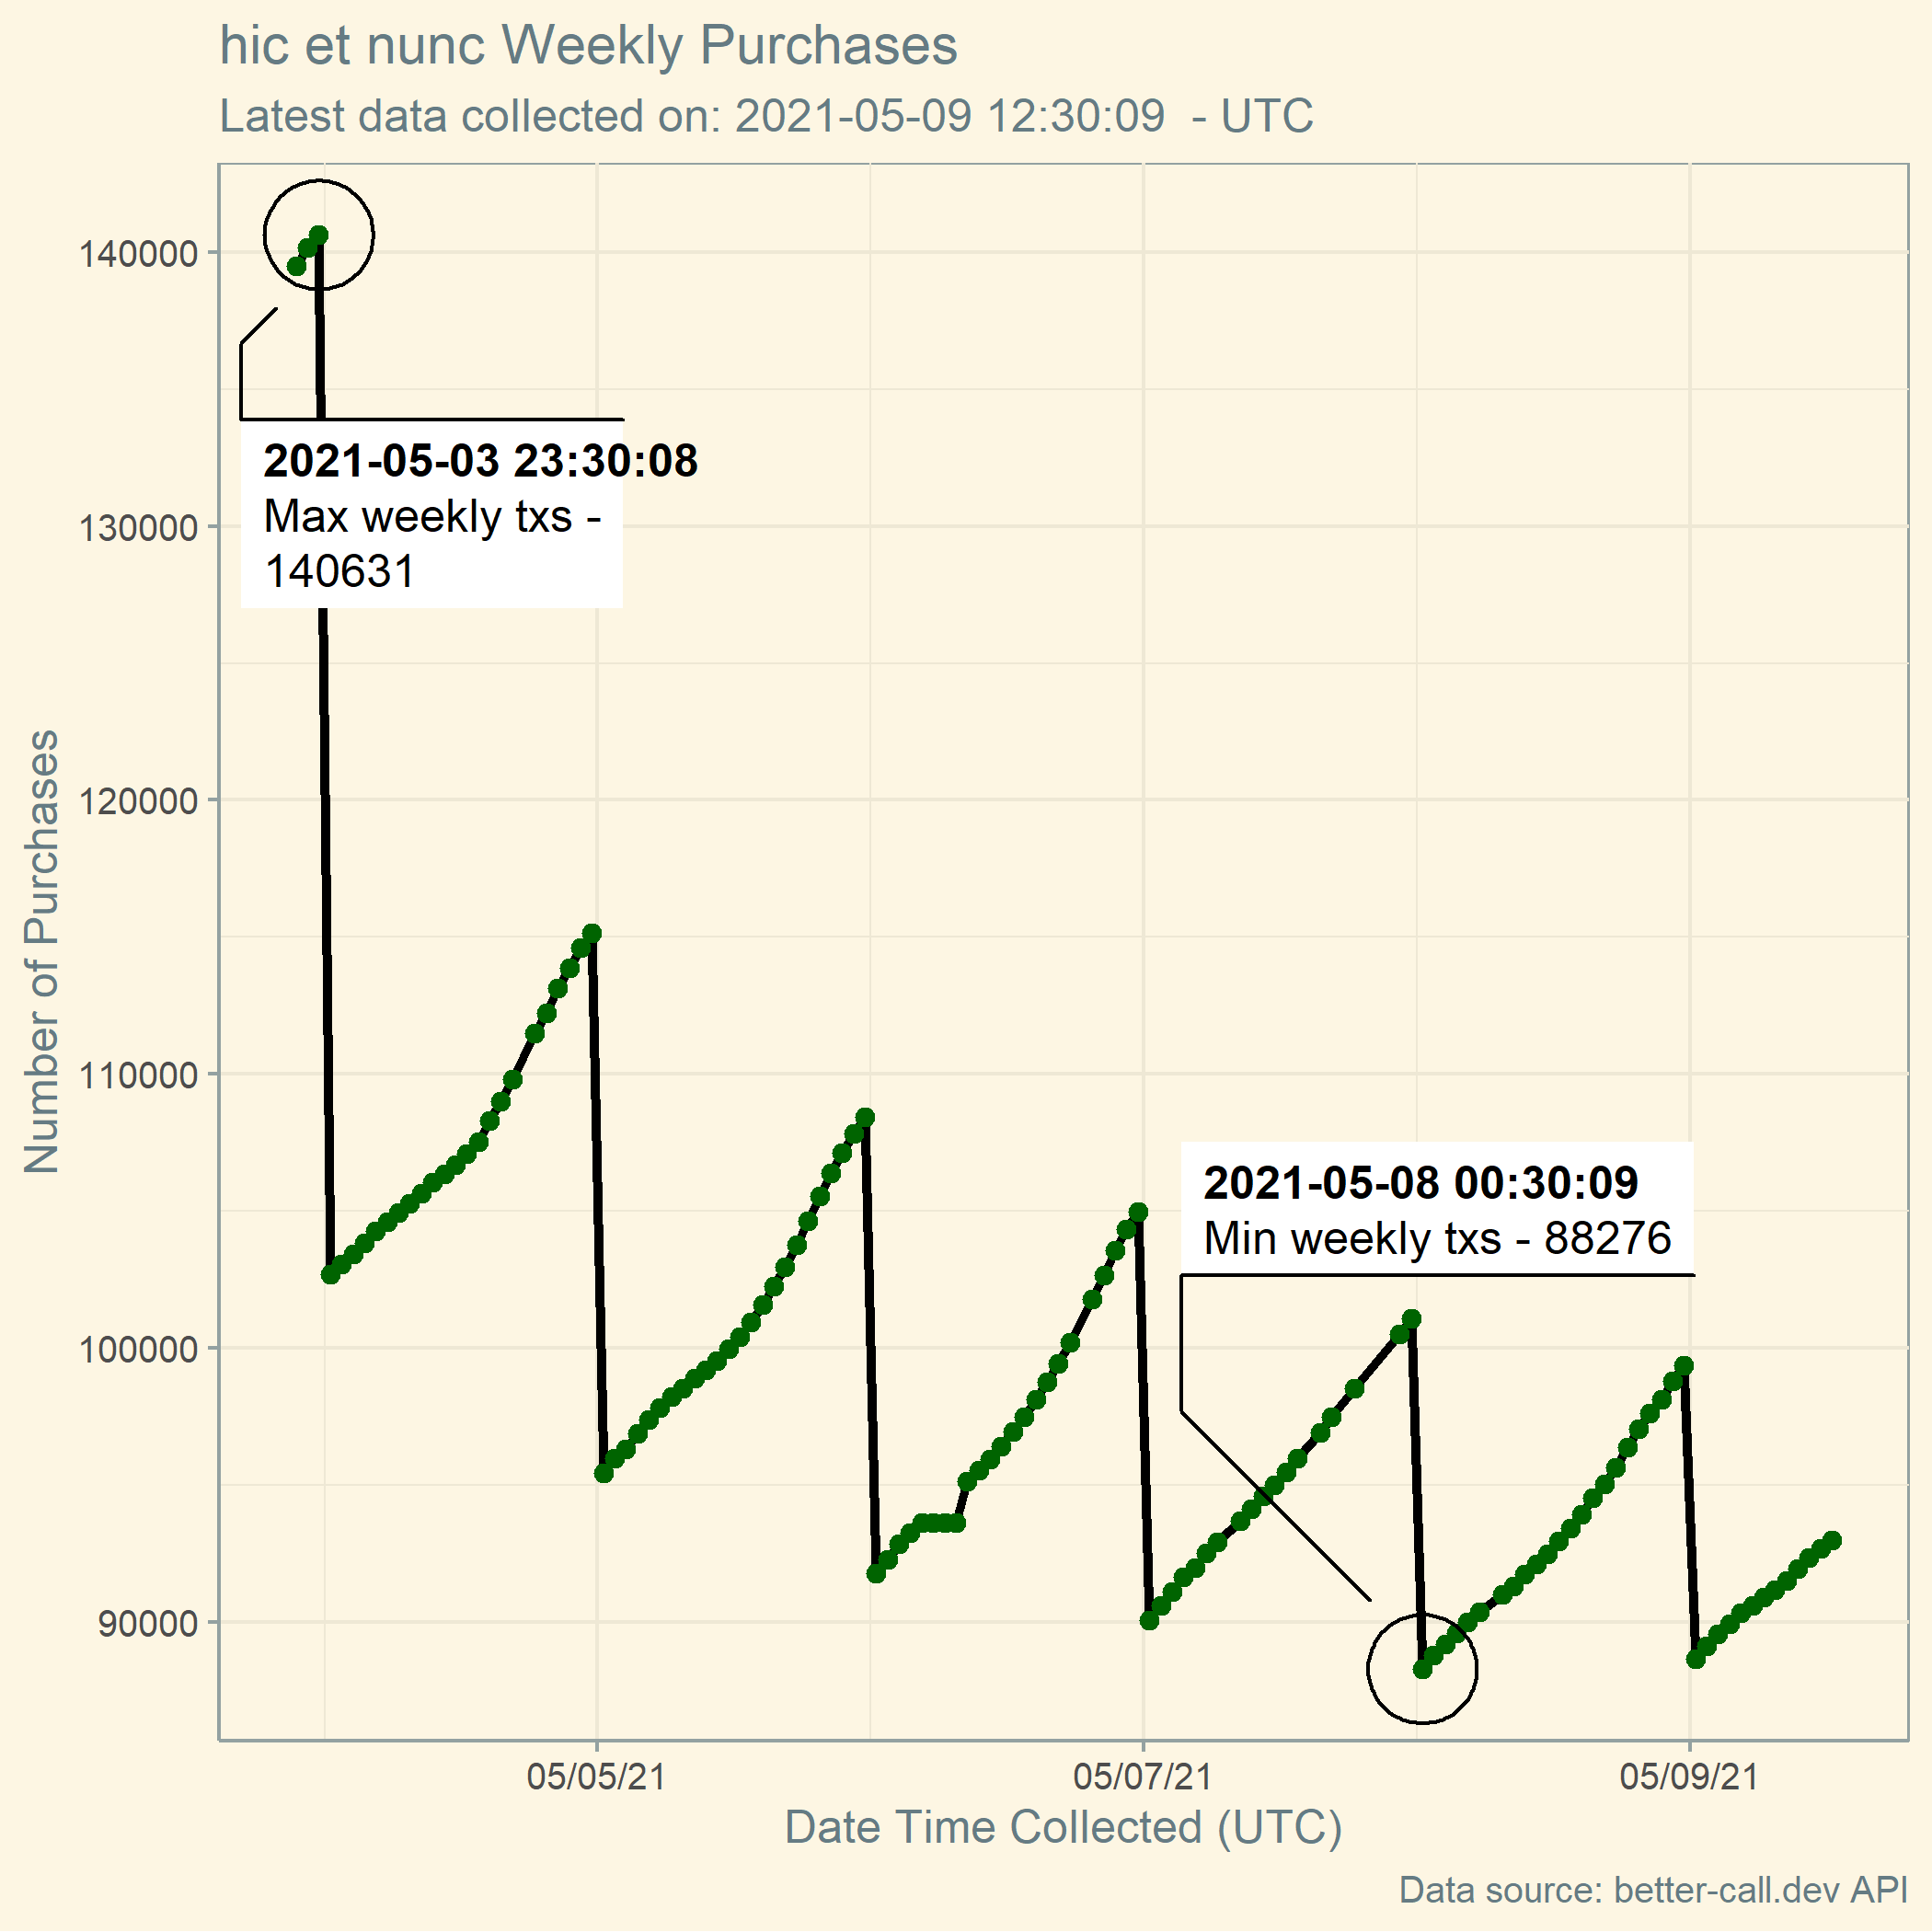 hic et nunc Weekly Purchases
Latest data collected on: 2021-05-09 12:30:09  - UTC
Number of Purchases
140000
130000
120000
110000
100000
90000
2021-05-03 23:30:08
Max weekly txs -
140631
2021-05-08 00:30:09
Min weekly txs - 88276
05/05/21
05/07/21
05/09/21
Date Time Collected (UTC)
Data source: better-call.dev API